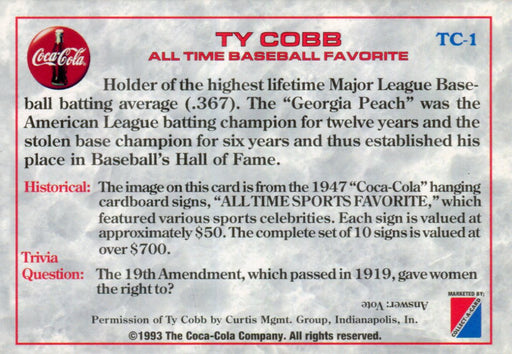 Coca-Cola
TY COBB
TC-1
ALL TIME BASEBALL FAVORITE
Holder of the highest lifetime Major League Base-
ball batting average (.367). The “Georgia Peach” was the
American League batting champion for twelve years and the
stolen base champion for six years and thus established his
place in Baseball's Hall of Fame.
Historical: The image on this card is from the 1947 “Coca-Cola” hanging
cardboard signs, “ALL TIME SPORTS FAVORITE,” which
featured various sports celebrities. Each sign is valued at
approximately $50. The complete set of 10 signs is valued at
over $700.
Trivia
Question: The 19th Amendment, which passed in 1919, gave women
the right to?
Answer: Vote
MARKETED BY:
COLLECT-A-CARD
Permission of Ty Cobb by Curtis Mgmt. Group, Indianapolis, In.
©1993 The Coca-Cola Company. All rights reserved.